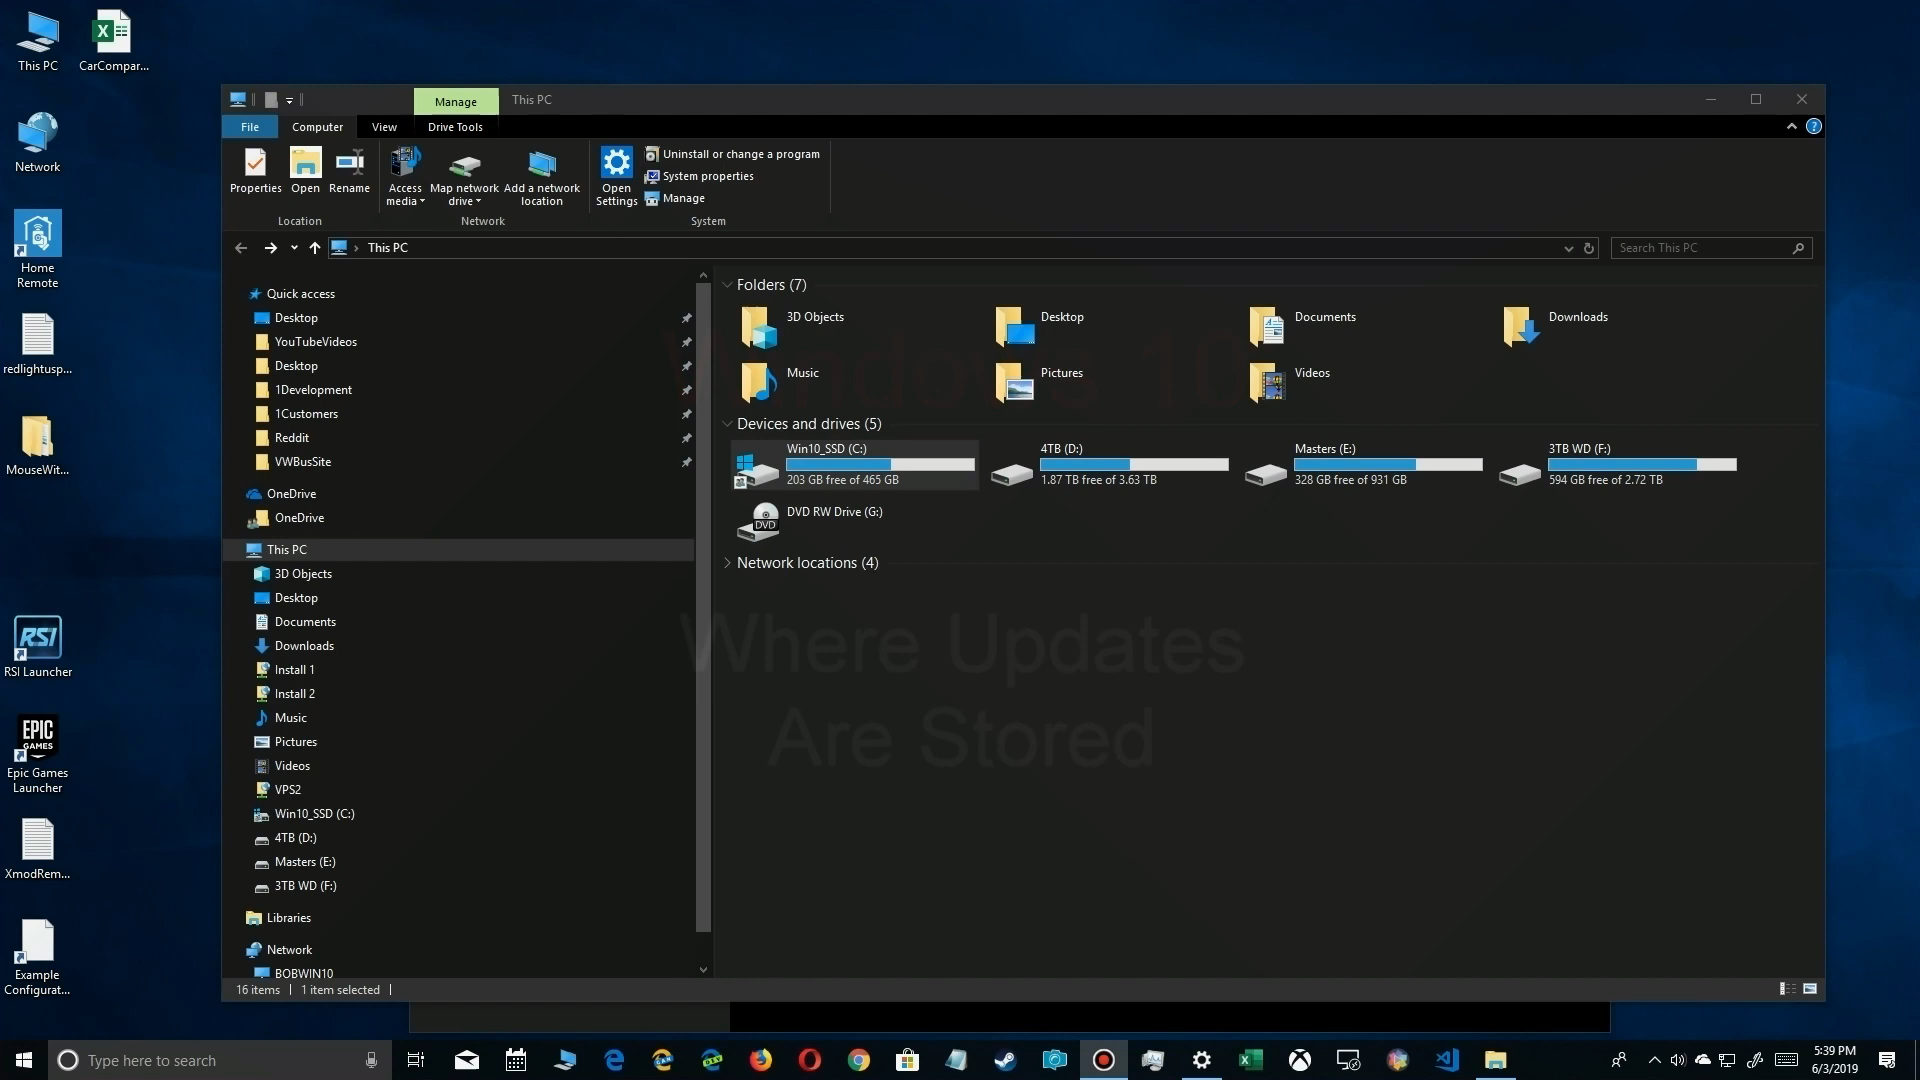 This PC
CarCompar...
Network
Home
Remote
redlightusp...
MouseWit...
RSI
RSI Launcher
EPIC
GAMES
Epic Games
Launcher
XmodRem...
Example
Configurat...
Manage
This PC
File
Computer
View
Drive Tools
Properties
Open
Rename
Access
media
Map network
drive
Add a network
location
Open
Settings
Uninstall or change a program
System properties
Manage
Location
Network
System
This PC
Search This PC
Quick access
Desktop
YouTubeVideos
Desktop
1Development
1Customers
Reddit
VWBusSite
OneDrive
OneDrive
This PC
3D Objects
Desktop
Documents
Downloads
Install 1
Install 2
Music
Pictures
Videos
VPS2
Win10_SSD (C:)
4TB (D:)
Masters (E:)
3TB WD (F:)
Libraries
Network
BOBWIN10
Folders (7)
3D Objects
Desktop
Documents
Downloads
Music
Pictures
Videos
Windows 10
Devices and drives (5)
Win10_SSD (C:)
203 GB free of 465 GB
4TB (D:)
1.87 TB free of 3.63 TB
Masters (E:)
328 GB free of 931 GB
3TB WD (F:)
594 GB free of 2.72 TB
DVD
DVD RW Drive (G:)
Network locations (4)
Where Updates
Are Stored
16 items
1 item selected
Type here to search
CAN
DEV
5:39 PM
6/3/2019